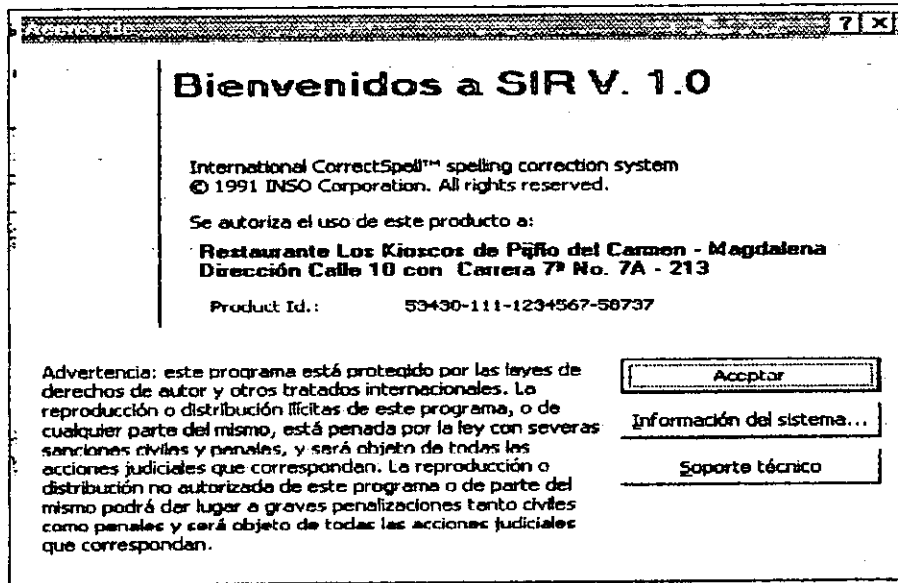 Acerca de
Bienvenidos a SIR V. 1.0
International CorrectSpell™ spelling correction system
© 1991 INSO Corporation. All rights reserved.
Se autoriza el uso de este producto a:
Restaurante Los Kioscos de Pijiño del Carmen - Magdalena
Dirección Calle 10 con Carrera 7ª No. 7A - 213
Product Id.: 53430-111-1234567-58737
Advertencia: este programa está protegido por las leyes de
derechos de autor y otros tratados internacionales. La
reproducción o distribución ilícitas de este programa, o de
cualquier parte del mismo, está penada por la ley con severas
sanciones civiles y penales, y será objeto de todas las
acciones judiciales que correspondan. La reproducción o
distribución no autorizada de este programa o de parte del
mismo podrá dar lugar a graves penalizaciones tanto civiles
como penales y será objeto de todas las acciones judiciales
que correspondan.
Aceptar
Información del sistema...
Soporte técnico